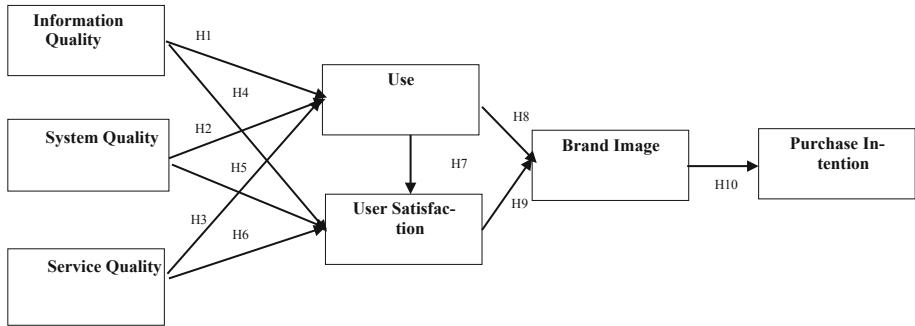 Information
Quality
H1
H4
Use
H2
H8
System Quality
H5
H7
Brand Image
Purchase In-
tention
H10
H3
User Satisfac-
tion
H9
H6
Service Quality